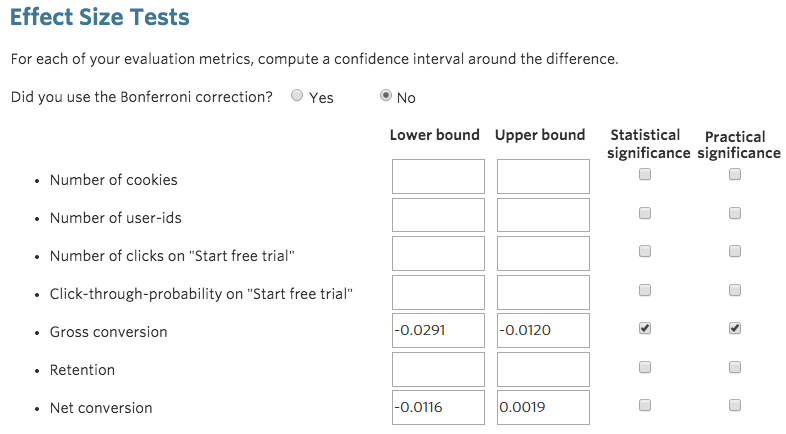 Effect Size Tests
For each of your evaluation metrics, compute a confidence interval around the difference.
Did you use the Bonferroni correction? Yes No
Lower bound Upper bound Statistical significance Practical significance
• Number of cookies
• Number of user-ids
• Number of clicks on "Start free trial"
• Click-through-probability on "Start free trial"
• Gross conversion -0.0291 -0.0120
• Retention
• Net conversion -0.0116 0.0019